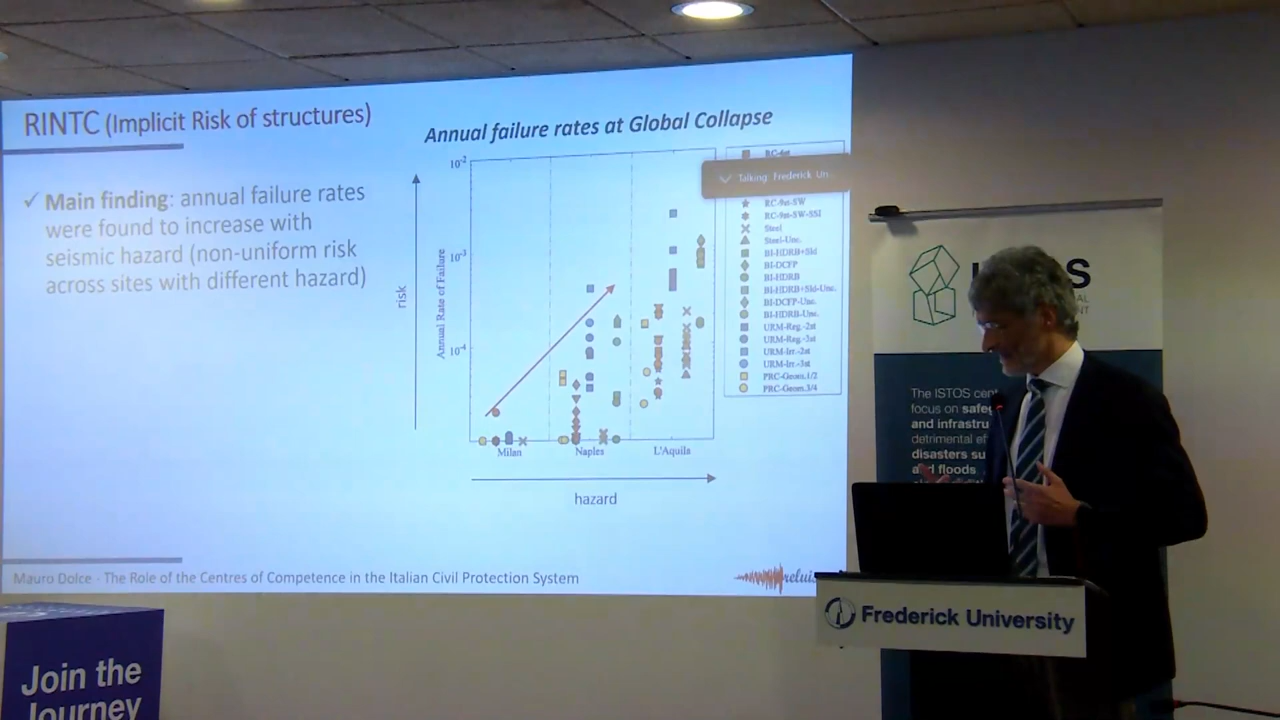 RINTC (Implicit Risk of structures)
✓ Main finding: annual failure rates
were found to increase with
seismic hazard (non-uniform risk
across sites with different hazard)
Annual failure rates at Global Collapse
risk
Annual Rate of Failure
10-2
10-3
10-4
Milan Naples L'Aquila
hazard
Talking: Frederick Un...
RC-9st-SW
RC-9st-SW-SSI
Steel
Steel-Unc.
BI-HDRB+Sld
BI-DCFP
BI-HDRB
BI-HDRB+Sld-Unc.
BI-DCFP-Unc.
BI-HDRB-Unc.
URM-Reg.-2st
URM-Reg.-3st
URM-Irr.-2st
URM-Irr.-3st
PRC-Geom.1/2
PRC-Geom.3/4
Mauro Dolce - The Role of the Centres of Competence in the Italian Civil Protection System
reluis
The ISTOS
focus on
and infrastru
detrimental
disasters
and floods
Frederick University
Join the
Journey